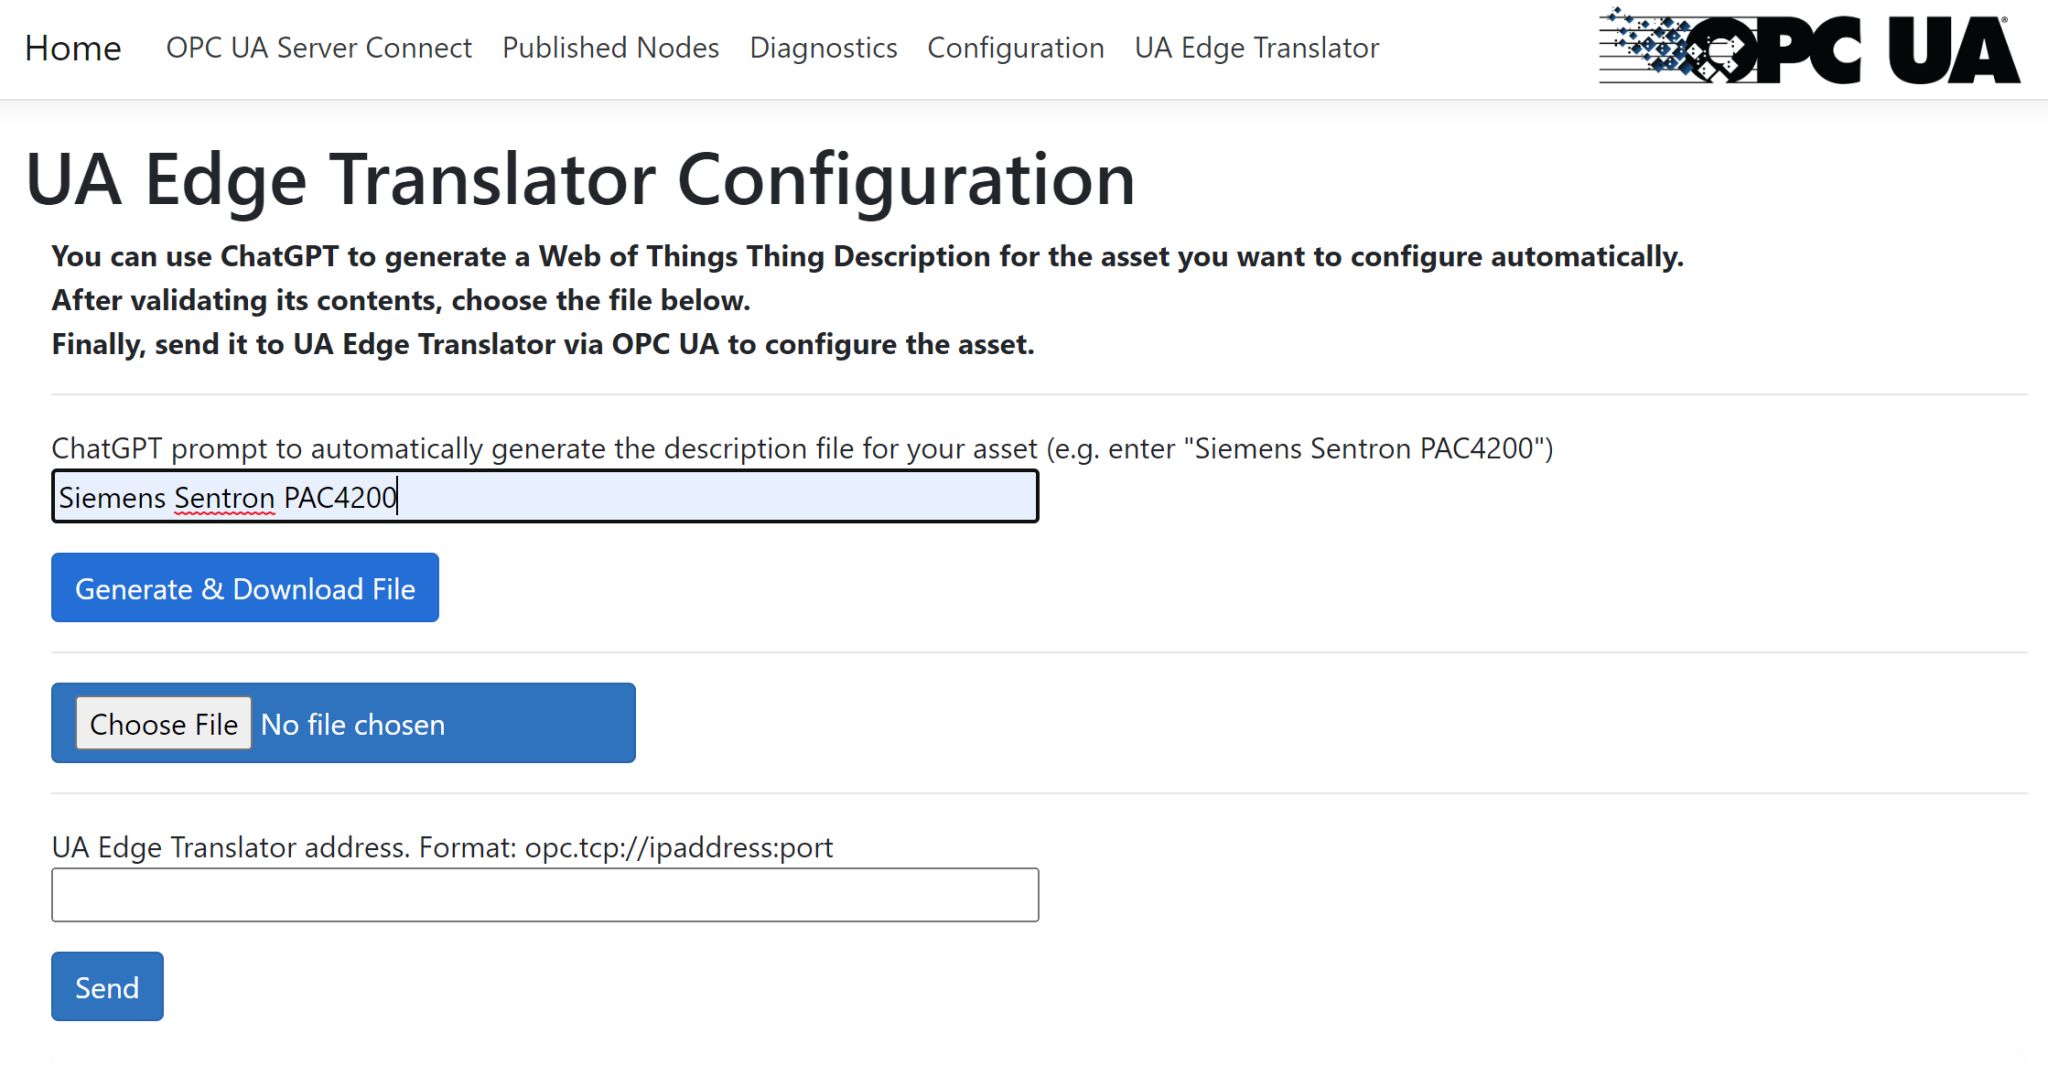 Home OPC UA Server Connect Published Nodes Diagnostics Configuration UA Edge Translator OPC UA®
UA Edge Translator Configuration
You can use ChatGPT to generate a Web of Things Thing Description for the asset you want to configure automatically.
After validating its contents, choose the file below.
Finally, send it to UA Edge Translator via OPC UA to configure the asset.
ChatGPT prompt to automatically generate the description file for your asset (e.g. enter "Siemens Sentron PAC4200")
Siemens Sentron PAC4200
Generate & Download File
Choose File No file chosen
UA Edge Translator address. Format: opc.tcp://ipaddress:port
Send